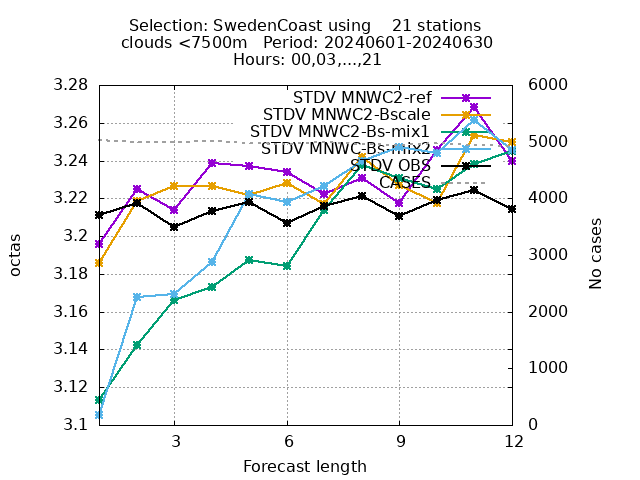 Selection: SwedenCoast using    21 stations
clouds <7500m   Period: 20240601-20240630
Hours: 00,03,...,21
STDV MNWC2-ref
STDV MNWC2-Bscale
STDV MNWC2-Bs-mix1
STDV MNWC-Bs-mix2
STDV OBS
CASES
octas
3.28
3.26
3.24
3.22
3.2
3.18
3.16
3.14
3.12
3.1
6000
5000
4000
3000
2000
1000
0
No cases
3 6 9 12
Forecast length